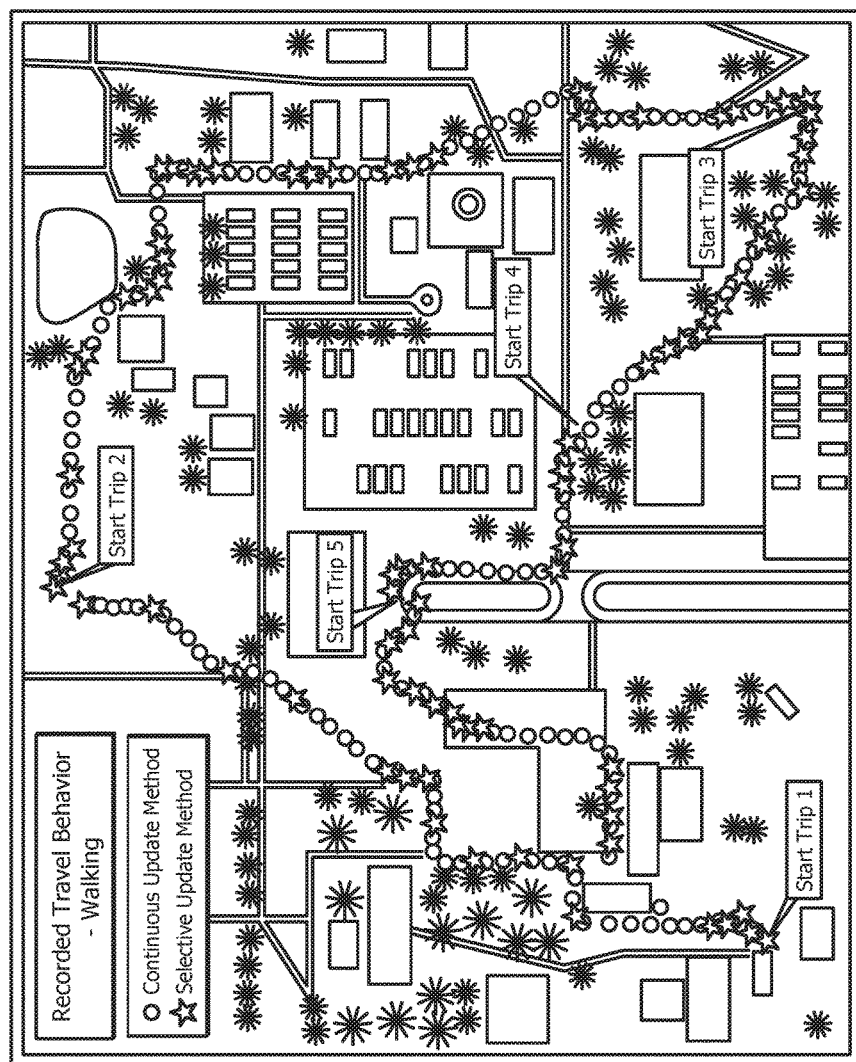 Recorded Travel Behavior
- Walking
Continuous Update Method
Selective Update Method
Start Trip 1
Start Trip 2
Start Trip 3
Start Trip 4
Start Trip 5